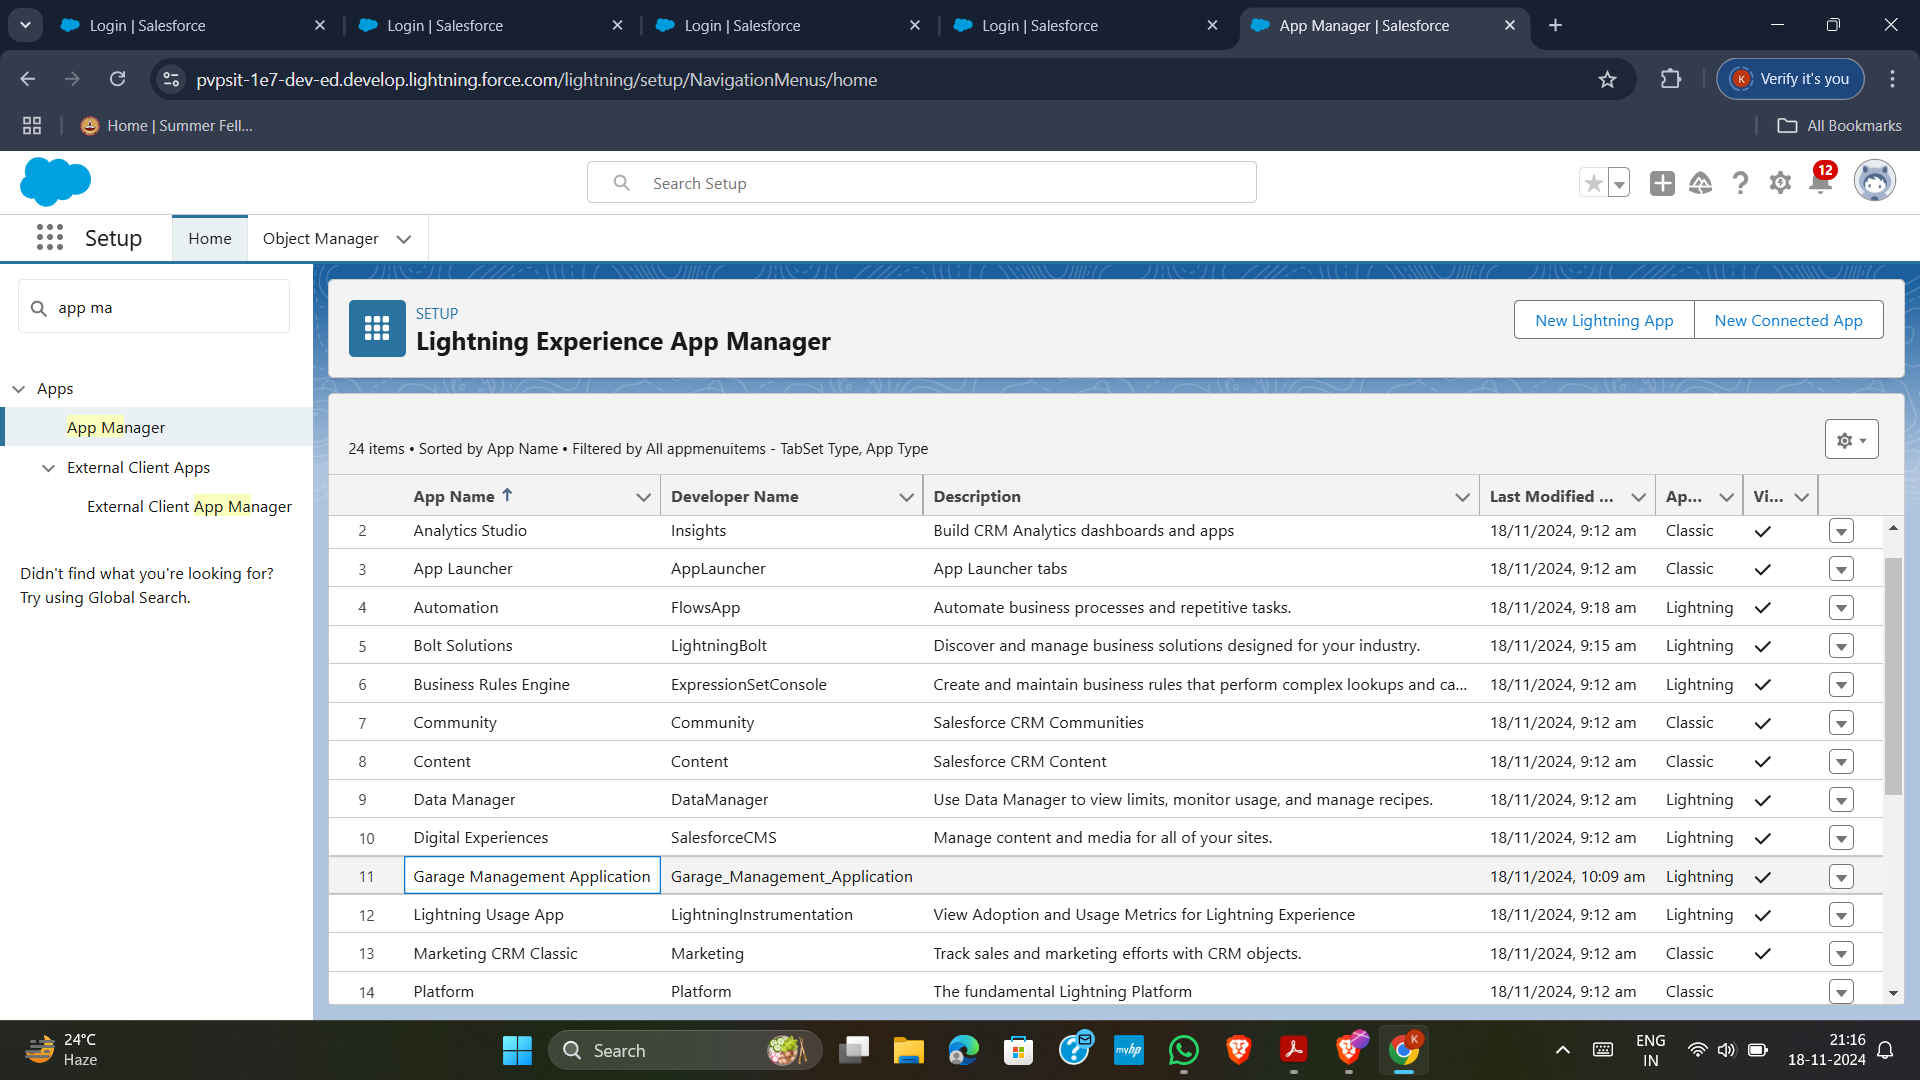 Login | Salesforce
Login | Salesforce
Login | Salesforce
Login | Salesforce
App Manager | Salesforce
pvpsit-1e7-dev-ed.develop.lightning.force.com/lightning/setup/NavigationMenus/home
K Verify it's you
Home | Summer Fell...
All Bookmarks
Search Setup
12
Setup
Home
Object Manager
app ma
Apps
App Manager
External Client Apps
External Client App Manager
Didn't find what you're looking for?
Try using Global Search.
SETUP
Lightning Experience App Manager
New Lightning App
New Connected App
24 items • Sorted by App Name • Filtered by All appmenuitems - TabSet Type, App Type
App Name Developer Name Description Last Modified ... Ap... Vi...
2 Analytics Studio Insights Build CRM Analytics dashboards and apps 18/11/2024, 9:12 am Classic
3 App Launcher AppLauncher App Launcher tabs 18/11/2024, 9:12 am Classic
4 Automation FlowsApp Automate business processes and repetitive tasks. 18/11/2024, 9:18 am Lightning
5 Bolt Solutions LightningBolt Discover and manage business solutions designed for your industry. 18/11/2024, 9:15 am Lightning
6 Business Rules Engine ExpressionSetConsole Create and maintain business rules that perform complex lookups and ca... 18/11/2024, 9:12 am Lightning
7 Community Community Salesforce CRM Communities 18/11/2024, 9:12 am Classic
8 Content Content Salesforce CRM Content 18/11/2024, 9:12 am Classic
9 Data Manager DataManager Use Data Manager to view limits, monitor usage, and manage recipes. 18/11/2024, 9:12 am Lightning
10 Digital Experiences SalesforceCMS Manage content and media for all of your sites. 18/11/2024, 9:12 am Lightning
11 Garage Management Application Garage_Management_Application 18/11/2024, 10:09 am Lightning
12 Lightning Usage App LightningInstrumentation View Adoption and Usage Metrics for Lightning Experience 18/11/2024, 9:12 am Lightning
13 Marketing CRM Classic Marketing Track sales and marketing efforts with CRM objects. 18/11/2024, 9:12 am Classic
14 Platform Platform The fundamental Lightning Platform 18/11/2024, 9:12 am Classic
24°C
Haze
Search
myhp
K
ENG
IN
21:16
18-11-2024